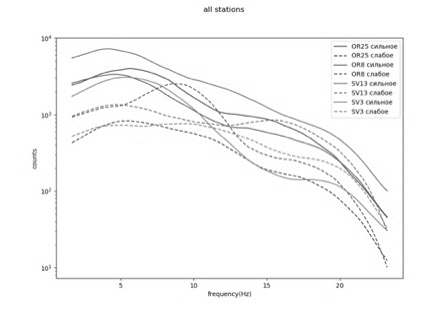 all stations
10⁴
10³
10²
10¹
counts
5 10 15 20
frequency(Hz)
OR25 сильное
OR25 слабое
OR8 сильное
OR8 слабое
SV13 сильное
SV13 слабое
SV3 сильное
SV3 слабое